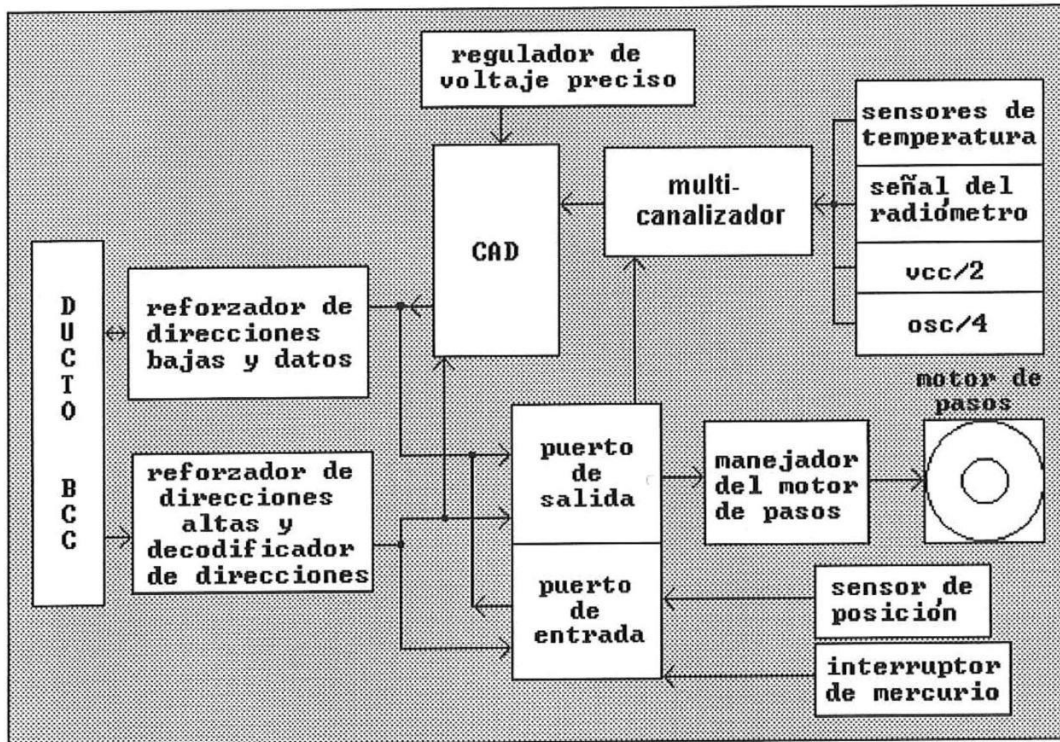 regulador de
voltaje preciso
sensores de
temperatura
señal del
radiómetro
vcc/2
osc/4
multi-
canalizador
CAD
DUCTO BCC
reforzador de
direcciones
bajas y datos
reforzador de
direcciones
altas y
decodificador
de direcciones
puerto
de
salida
puerto
de
entrada
manejador
del motor
de pasos
motor de
pasos
sensor de
posición
interruptor
de mercurio